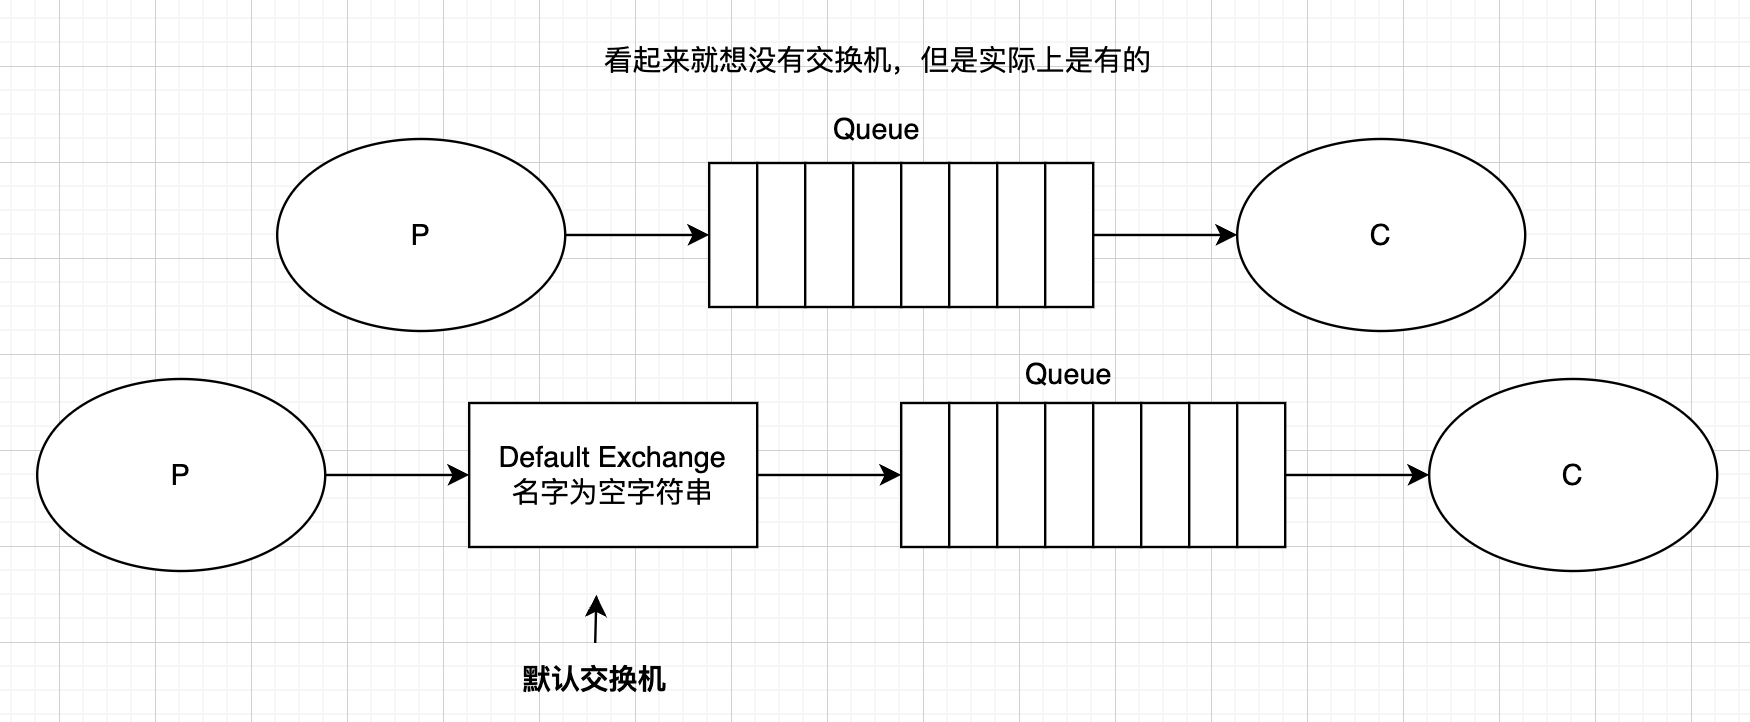 看起来就想没有交换机，但是实际上是有的
Queue
P
C
Queue
P
Default Exchange
名字为空字符串
C
默认交换机